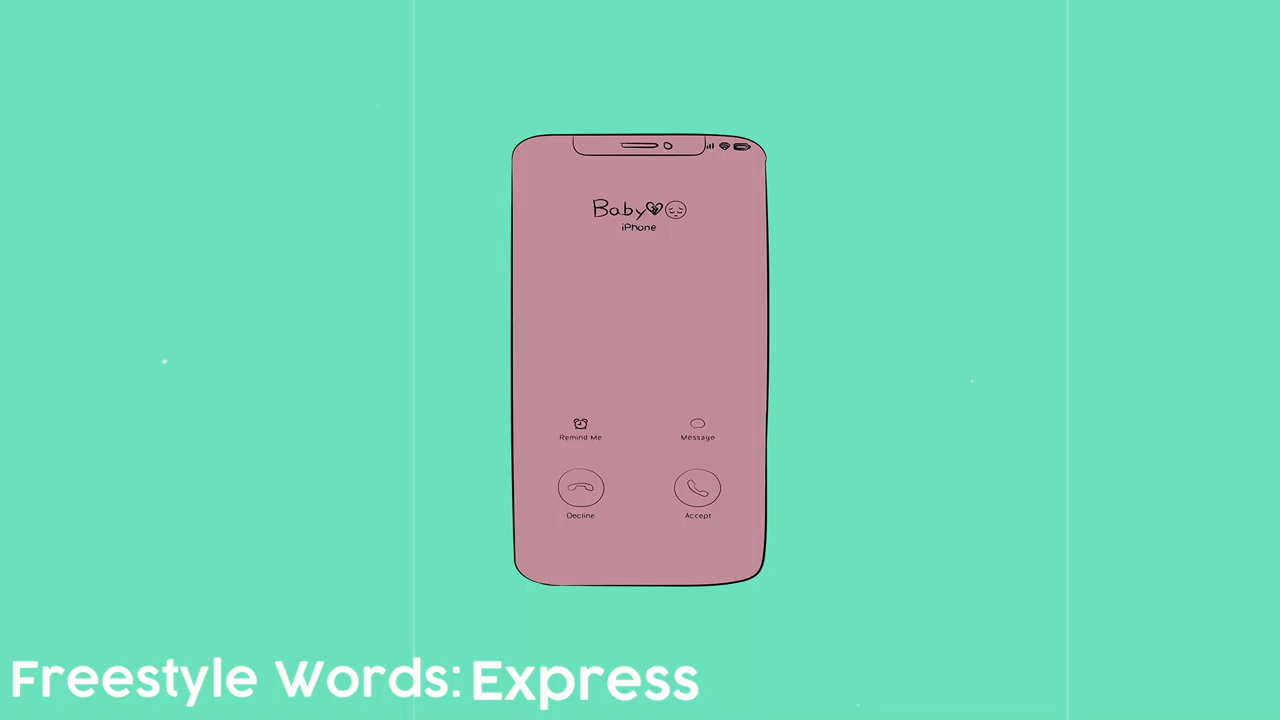 Baby💔😔
iPhone
Remind Me
Message
Decline
Accept
Freestyle Words: Express